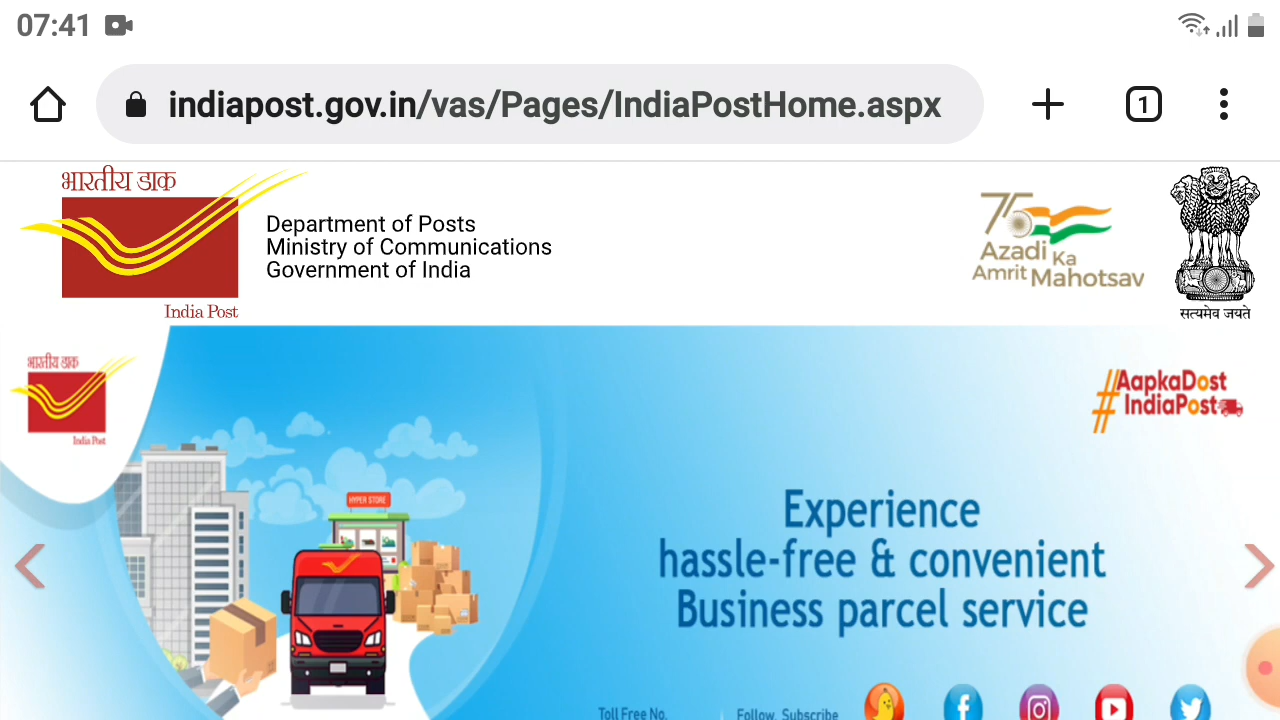 07:41
indiapost.gov.in/vas/Pages/IndiaPostHome.aspx
1
भारतीय डाक
India Post
Department of Posts
Ministry of Communications
Government of India
75
Azadi Ka
Amrit Mahotsav
सत्यमेव जयते
भारतीय डाक
India Post
#AapkaDost
IndiaPost
HYPER STORE
Experience
hassle-free & convenient
Business parcel service
Toll Free No.
Follow, Subscribe